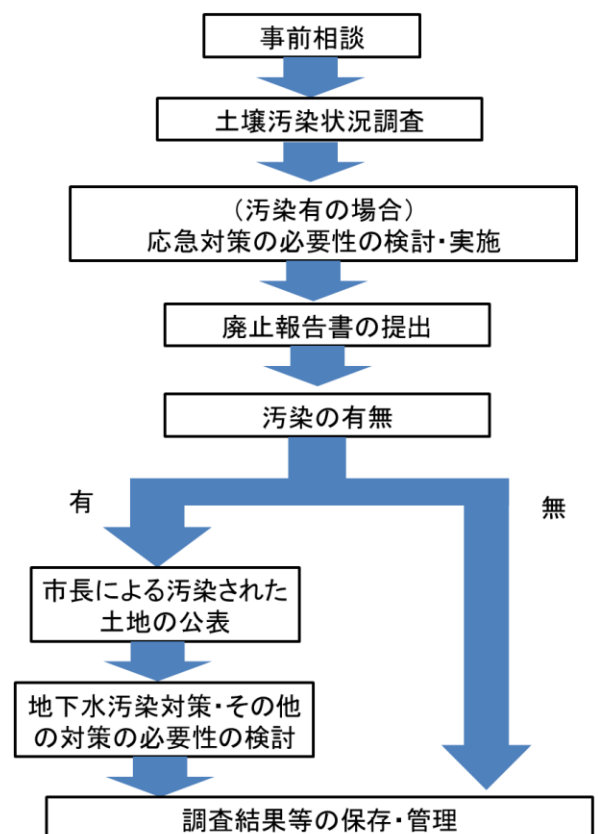 事前相談
土壌汚染状況調査
（汚染有の場合）
応急対策の必要性の検討・実施
廃止報告書の提出
汚染の有無
有
無
市長による汚染された
土地の公表
地下水汚染対策・その他
の対策の必要性の検討
調査結果等の保存・管理